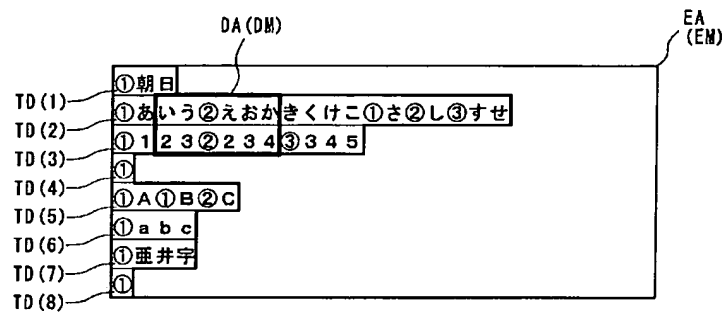 DA(DM)
EA
(EM)
TD(1)
①朝日
TD(2)
①あいう②えおかきくけこ①さ②し③すせ
TD(3)
①123②234③345
TD(4)
①
TD(5)
①A①B②C
TD(6)
①abc
TD(7)
①亜井宇
TD(8)
①